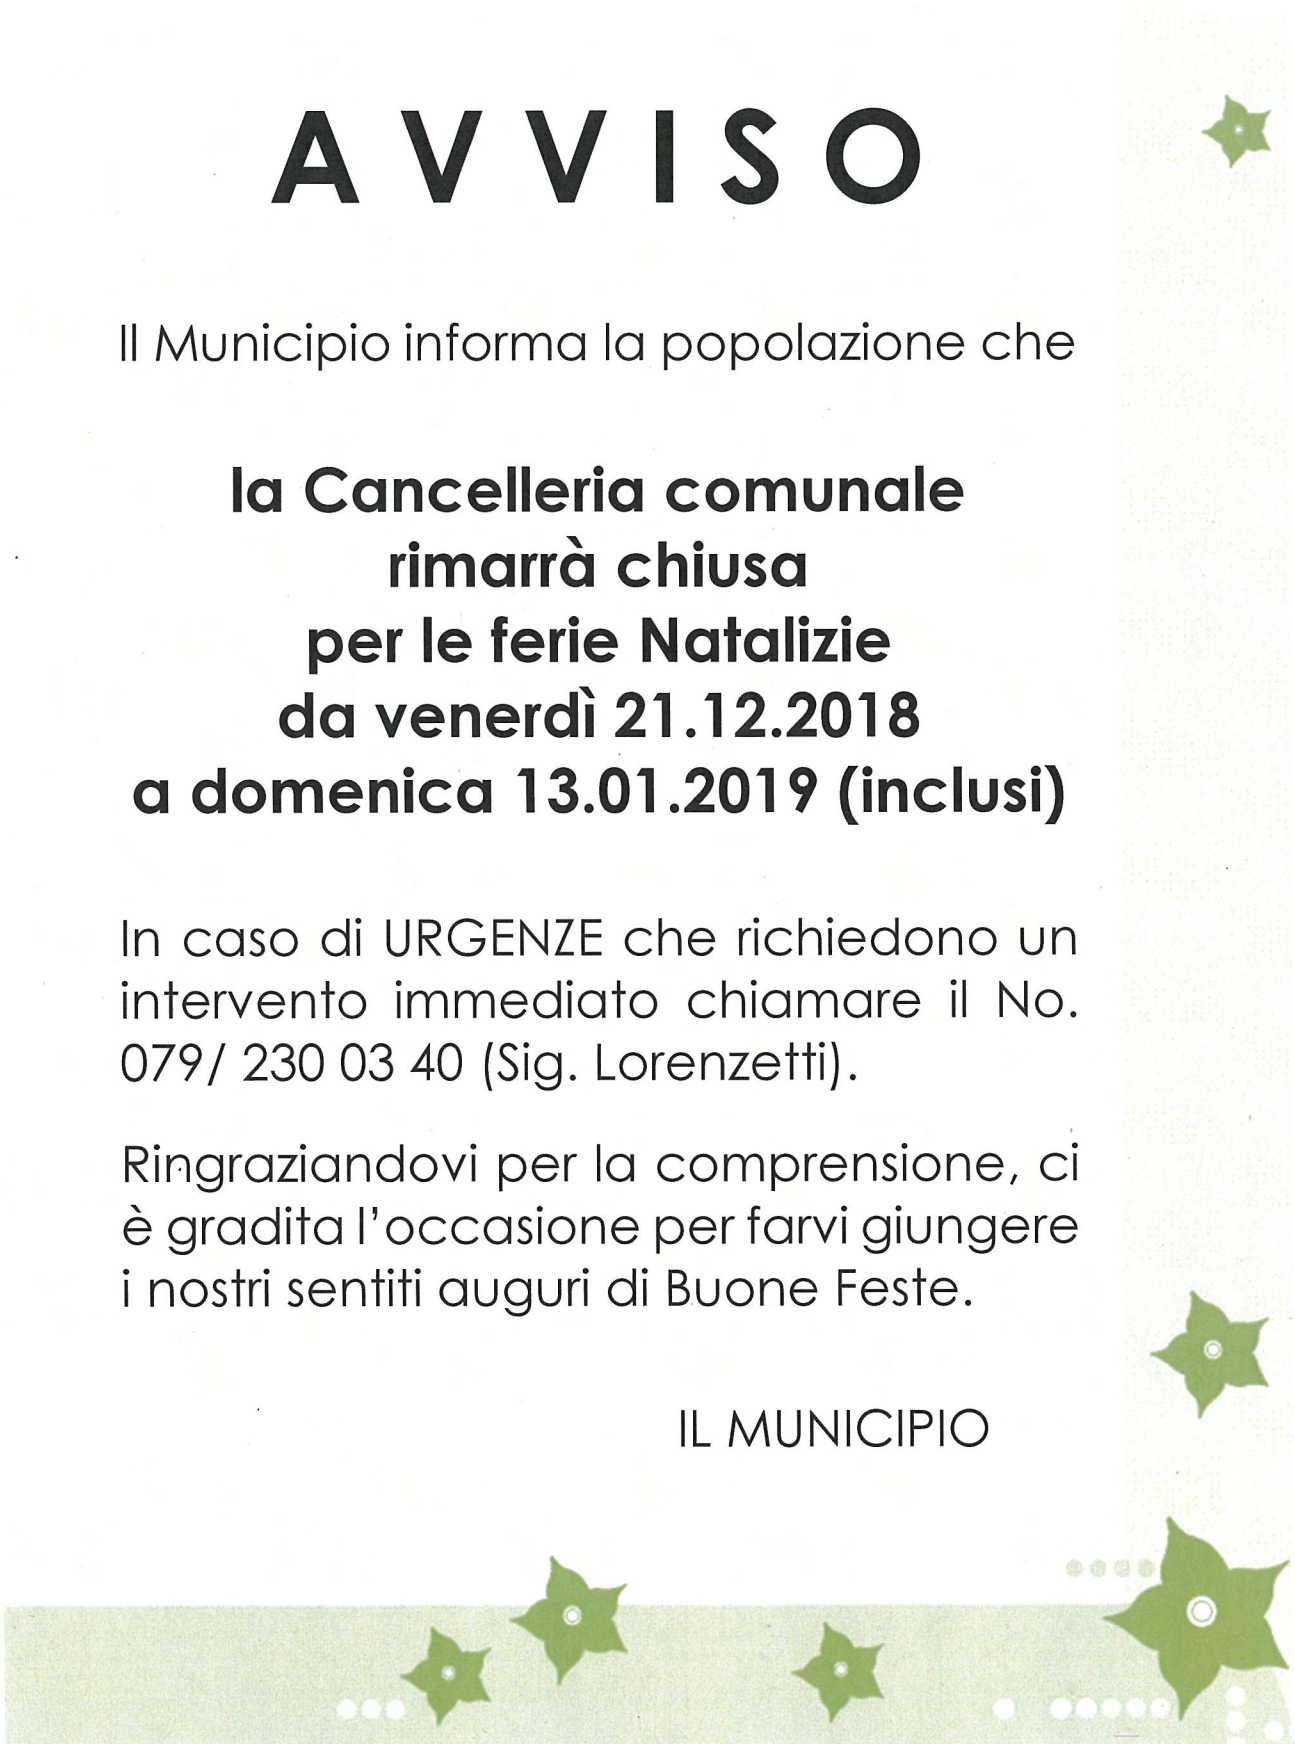 AVVISO
Il Municipio informa la popolazione che
la Cancelleria comunale
rimarrà chiusa
per le ferie Natalizie
da venerdì 21.12.2018
a domenica 13.01.2019 (inclusi)
In caso di URGENZE che richiedono un
intervento immediato chiamare il No.
079/ 230 03 40 (Sig. Lorenzetti).
Ringraziandovi per la comprensione, ci
è gradita l'occasione per farvi giungere
i nostri sentiti auguri di Buone Feste.
IL MUNICIPIO